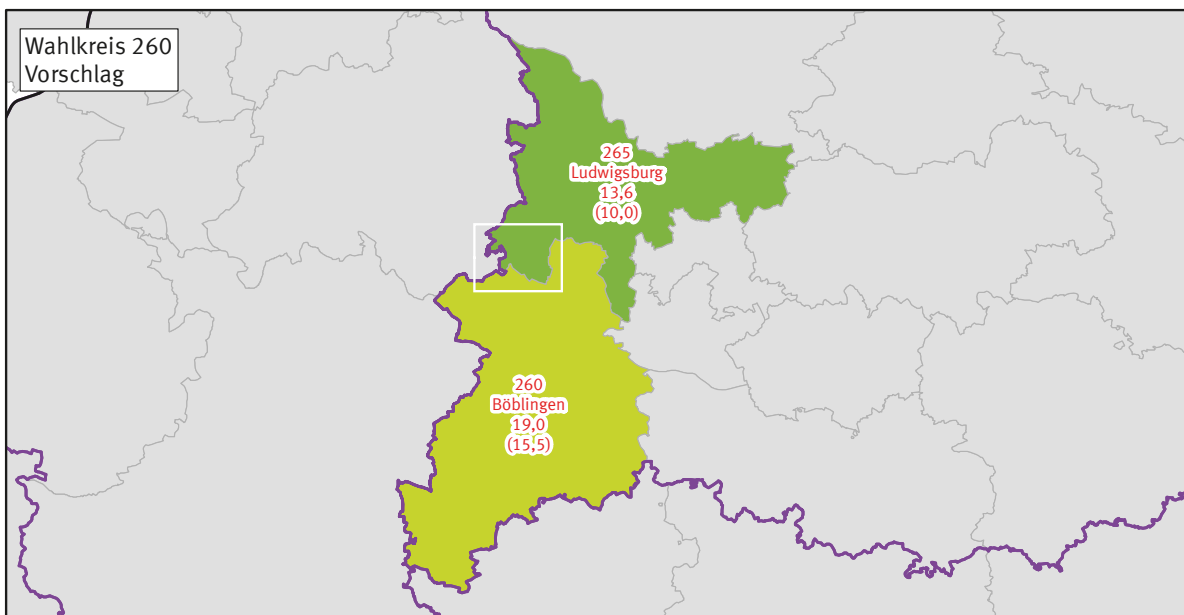 Wahlkreis 260
Vorschlag
265
Ludwigsburg
13,6
(10,0)
260
Böblingen
19,0
(15,5)